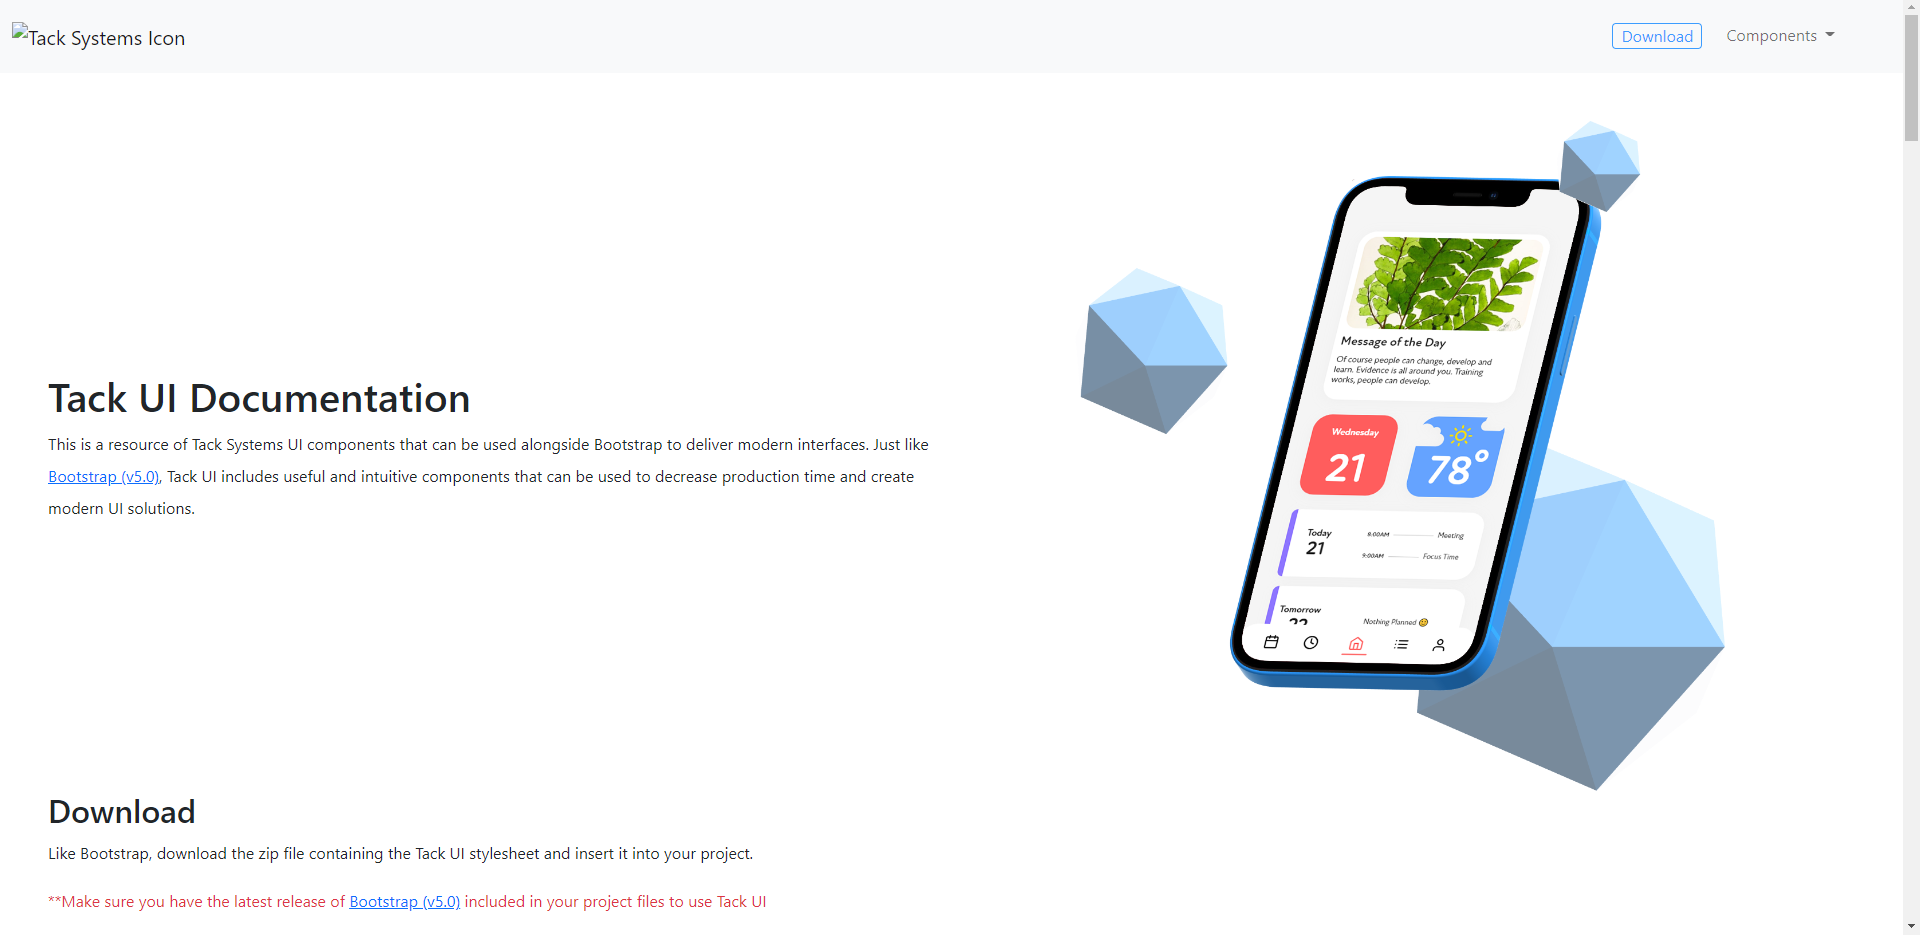 Tack Systems Icon
Download
Components
Tack UI Documentation
This is a resource of Tack Systems UI components that can be used alongside Bootstrap to deliver modern interfaces. Just like
Bootstrap (v5.0), Tack UI includes useful and intuitive components that can be used to decrease production time and create
modern UI solutions.
Message of the Day
Of course people can change, develop and
learn. Evidence is all around you. Training
works, people can develop.
Wednesday
21
78°
Today
21
8:00AM
Meeting
9:00AM
Focus Time
Tomorrow
22
Nothing Planned
Download
Like Bootstrap, download the zip file containing the Tack UI stylesheet and insert it into your project.
**Make sure you have the latest release of Bootstrap (v5.0) included in your project files to use Tack UI